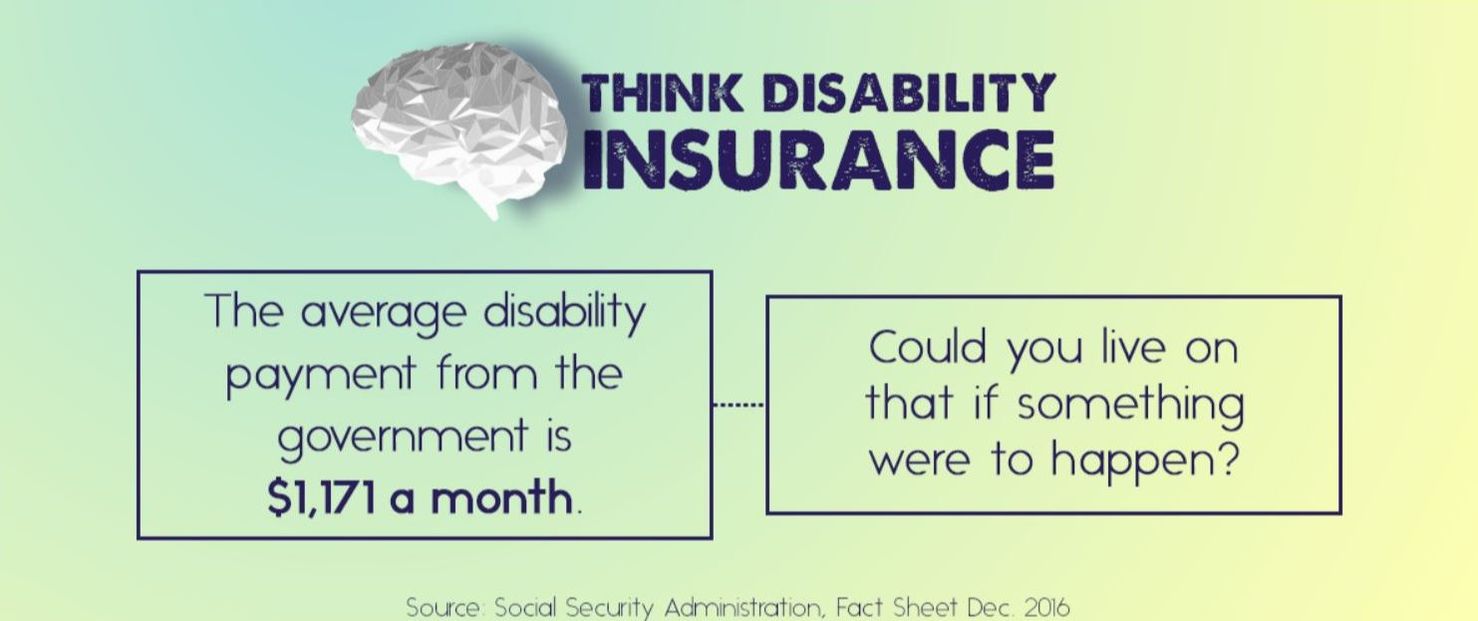 THINK DISABILITY
INSURANCE
The average disability
payment from the
government is
$1,171 a month.
Could you live on
that if something
were to happen?
Source: Social Security Administration, Fact Sheet Dec. 2016